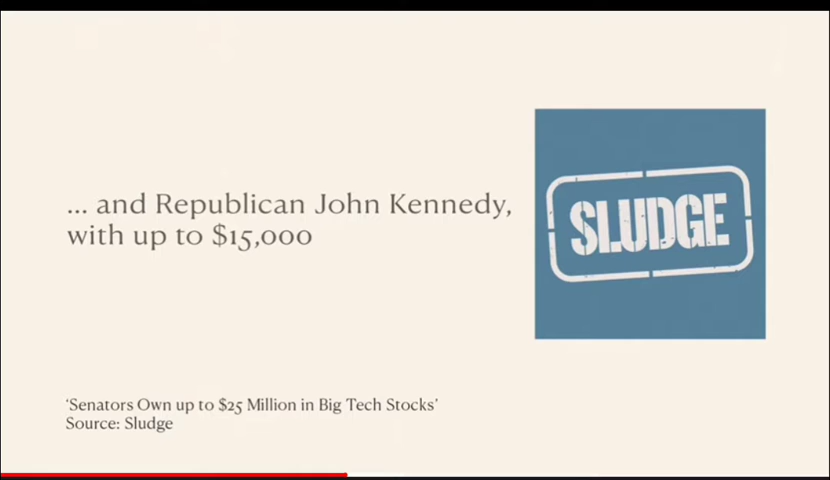 ... and Republican John Kennedy,
with up to $15,000
SLUDGE
‘Senators Own up to $25 Million in Big Tech Stocks’
Source: Sludge